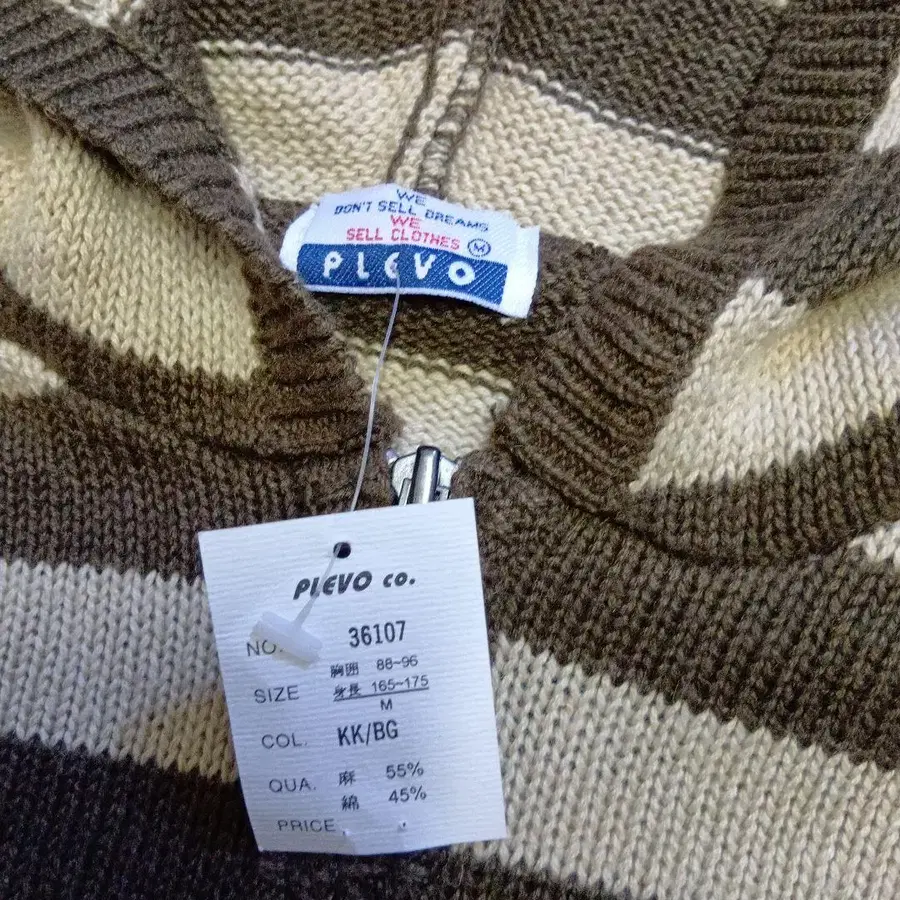 WE
DON'T SELL DREAMS
WE
SELL CLOTHES M
PLEVO
PLEVO co.
NO. 36107
SIZE 胸囲 88~96
身長 165~175
M
COL. KK/BG
QUA. 麻 55%
綿 45%
PRICE